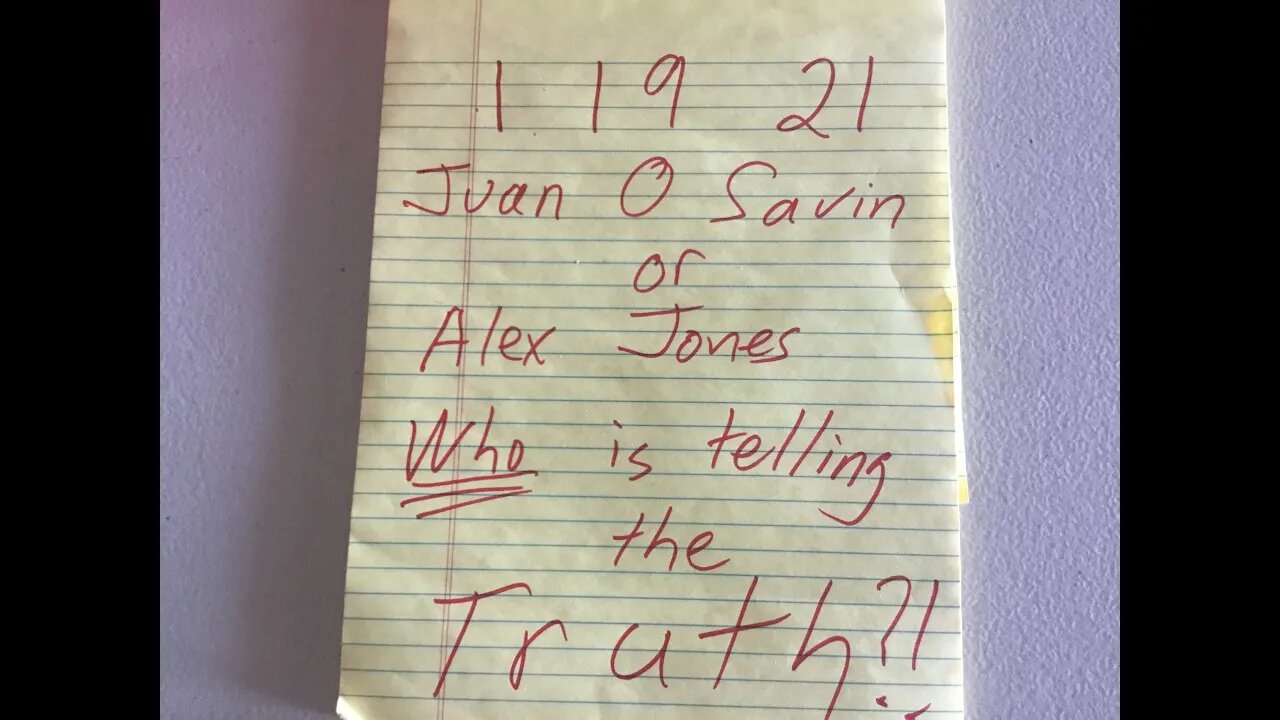 1 19 21
Juan O Savin
or
Alex Jones
Who is telling
the
Truth?!